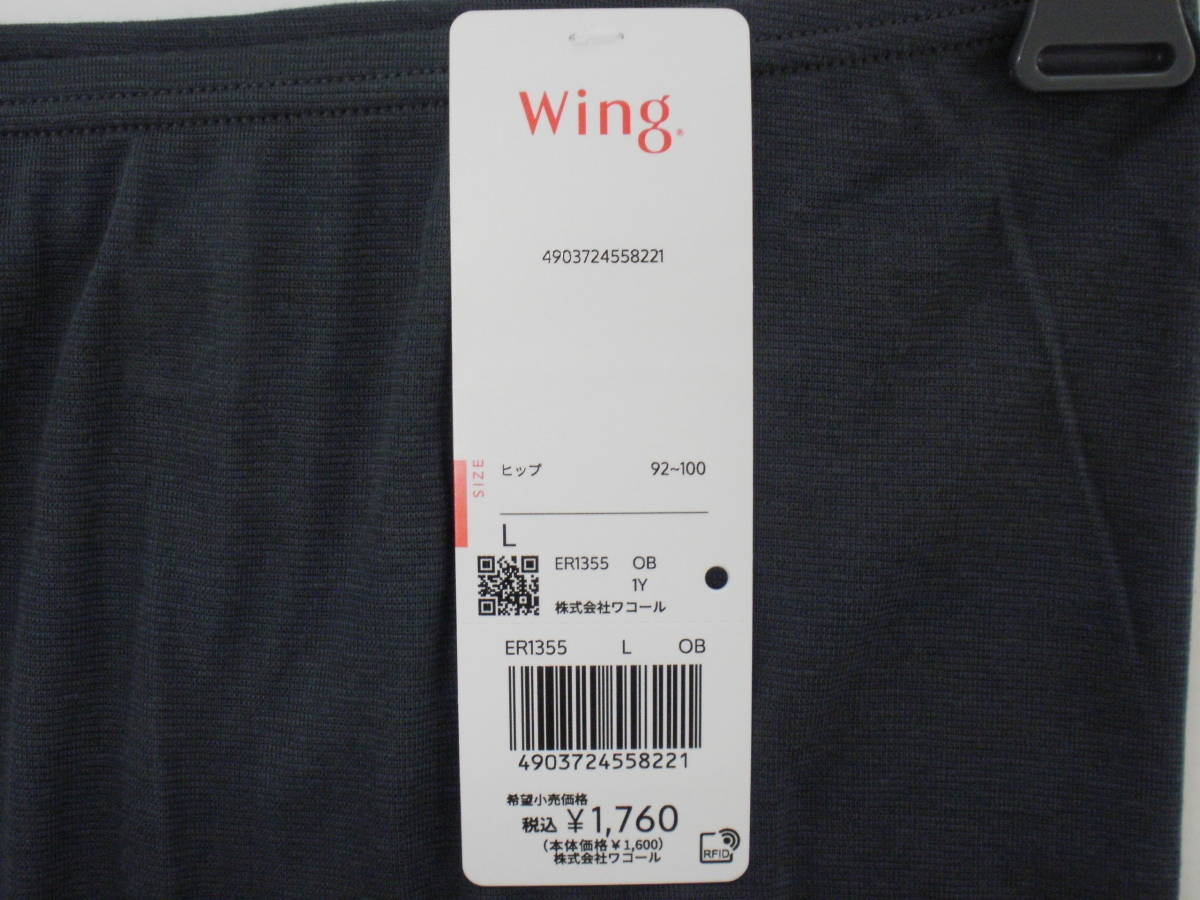 Wing®
4903724558221
SIZE
ヒップ 92~100
L
ER1355 OB
1Y
株式会社ワコール
ER1355 L OB
4903724558221
希望小売価格
税込 ¥1,760
(本体価格¥1,600)
株式会社ワコール
RFID